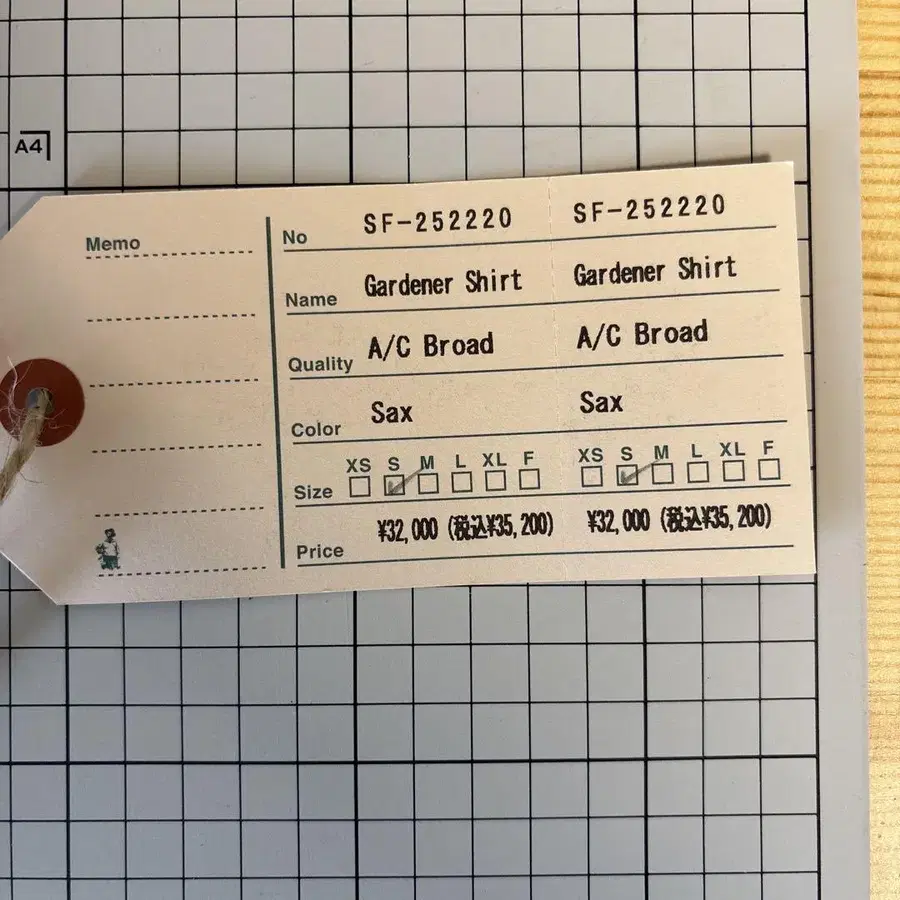 A4
Memo
No SF-252220 SF-252220
Name Gardener Shirt Gardener Shirt
Quality A/C Broad A/C Broad
Color Sax Sax
XS S M L XL F XS S M L XL F
Size
Price ¥32,000 (税込¥35,200) ¥32,000 (税込¥35,200)